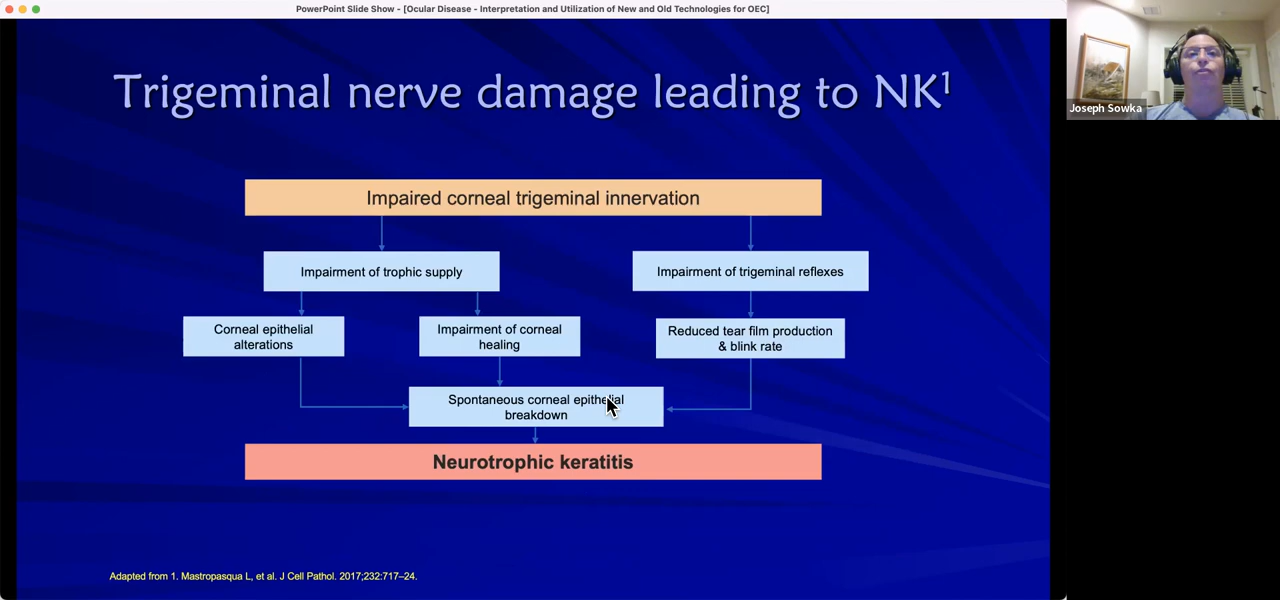 PowerPoint Slide Show - [Ocular Disease - Interpretation and Utilization of New and Old Technologies for OEC]
Joseph Sowka
Trigeminal nerve damage leading to NK1
Impaired corneal trigeminal innervation
Impairment of trophic supply
Impairment of trigeminal reflexes
Corneal epithelial
alterations
Impairment of corneal
healing
Reduced tear film production
& blink rate
Spontaneous corneal epithelial
breakdown
Neurotrophic keratitis
Adapted from 1. Mastropasqua L, et al. J Cell Pathol. 2017;232:717–24.